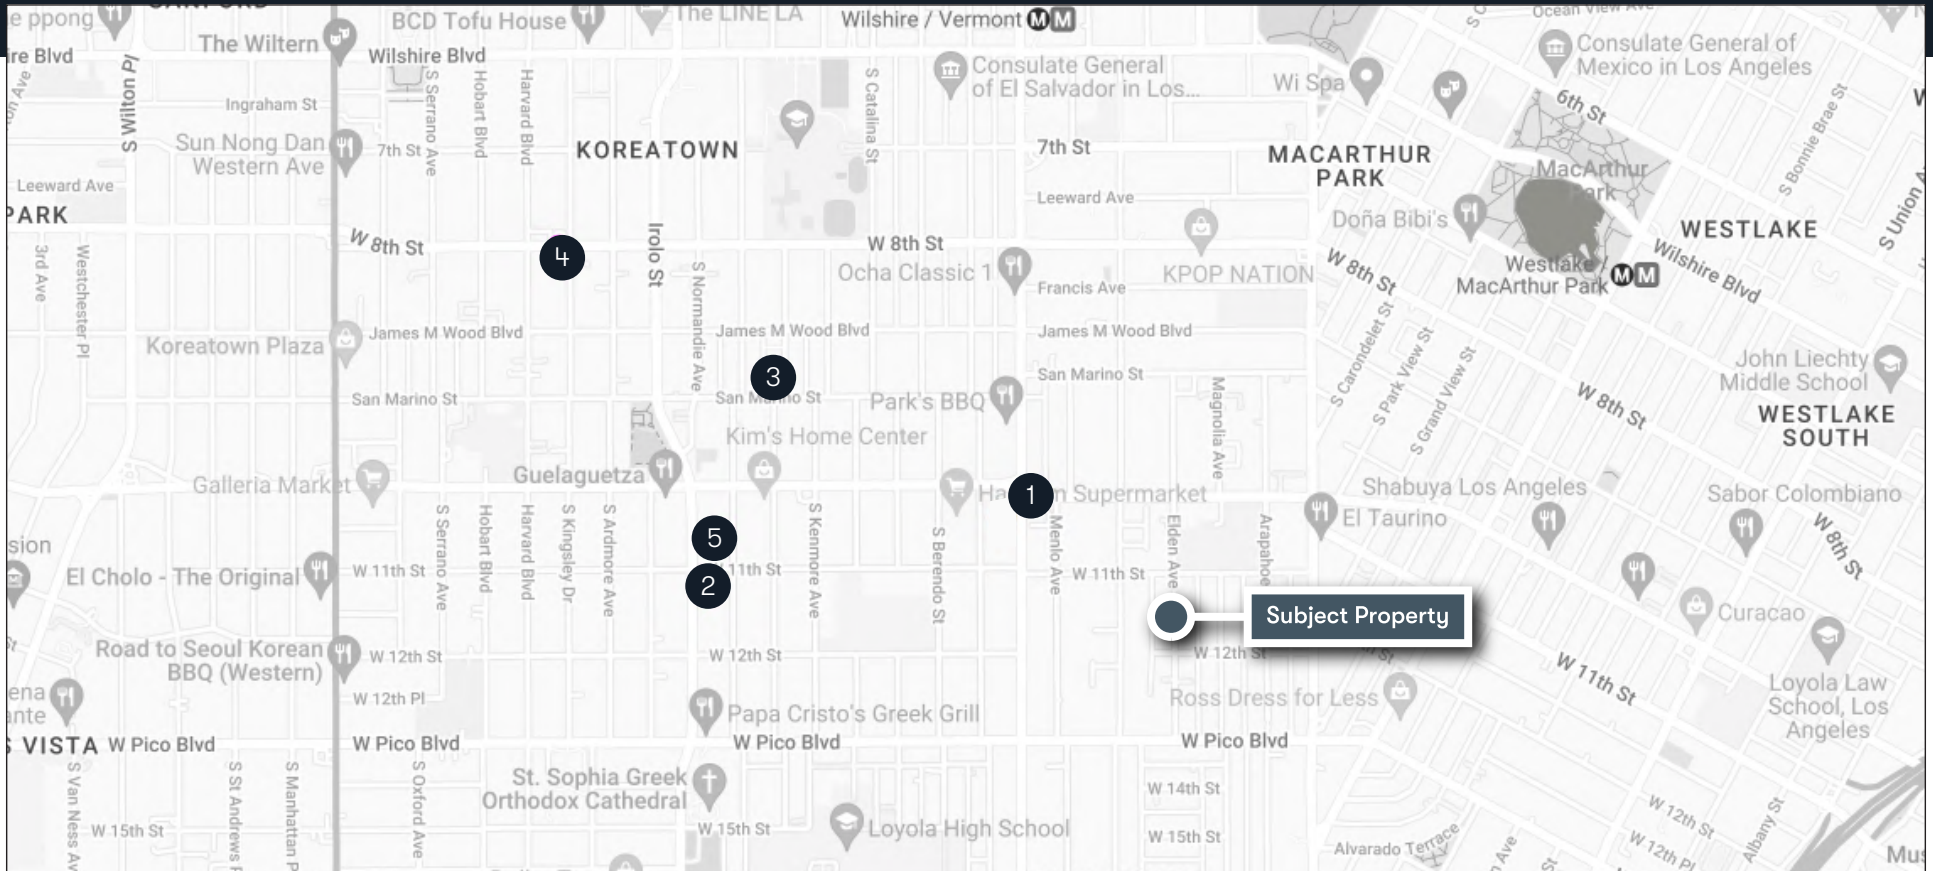 e ppong
BCD Tofu House
The LINE LA
Wilshire / Vermont M M
Ocean View Ave
The Wiltern
Wilshire Blvd
ire Blvd
S Wilton Pl
Ingraham St
S Serrano Ave
Hobart Blvd
Harvard Blvd
S Catalina St
Consulate General
of El Salvador in Los...
Wi Spa
Consulate General of
Mexico in Los Angeles
6th St
S Bonnie Brae St
Sun Nong Dan
Western Ave
7th St
KOREATOWN
7th St
MACARTHUR
PARK
MacArthur
Park
Leeward Ave
Leeward Ave
PARK
Doña Bibi's
WESTLAKE
S Union A
3rd Ave
Westchester Pl
W 8th St
4
Irolo St
S Normandie Ave
W 8th St
Ocha Classic 1
KPOP NATION
Francis Ave
W 8th St
Westlake /
MacArthur Park M M
Wilshire Blvd
Koreatown Plaza
James M Wood Blvd
James M Wood Blvd
James M Wood Blvd
S Carondelet St
S Park View St
S Grand View St
John Liechty
Middle School
3
San Marino St
San Marino St
San Marino St
Park's BBQ
Magnolia Ave
W 8th St
WESTLAKE
SOUTH
Kim's Home Center
Galleria Market
Guelaguetza
1
Supermarket
Shabuya Los Angeles
Sabor Colombiano
El Taurino
W 8th St
S Serrano Ave
Hobart Blvd
Harvard Blvd
S Kingsley Dr
S Ardmore Ave
5
S Kenmore Ave
S Berendo St
Menlo Ave
Elden Ave
Arapahoe
sion
El Cholo - The Original
W 11th St
2
11th St
W 11th St
Subject Property
Curacao
Road to Seoul Korean
BBQ (Western)
W 12th St
W 12th St
W 12th St
W 11th St
ena
ante
W 12th Pl
Papa Cristo's Greek Grill
Ross Dress for Less
Loyola Law
School, Los
Angeles
S VISTA
W Pico Blvd
W Pico Blvd
W Pico Blvd
W Pico Blvd
S Van Ness Av
S St Andrews P
S Manhattan P
S Oxford Ave
St. Sophia Greek
Orthodox Cathedral
W 14th St
W 15th St
W 15th St
Loyola High School
W 15th St
Alvarado Terrace
W 12th St
W 12th Pl
Albany St
Mus